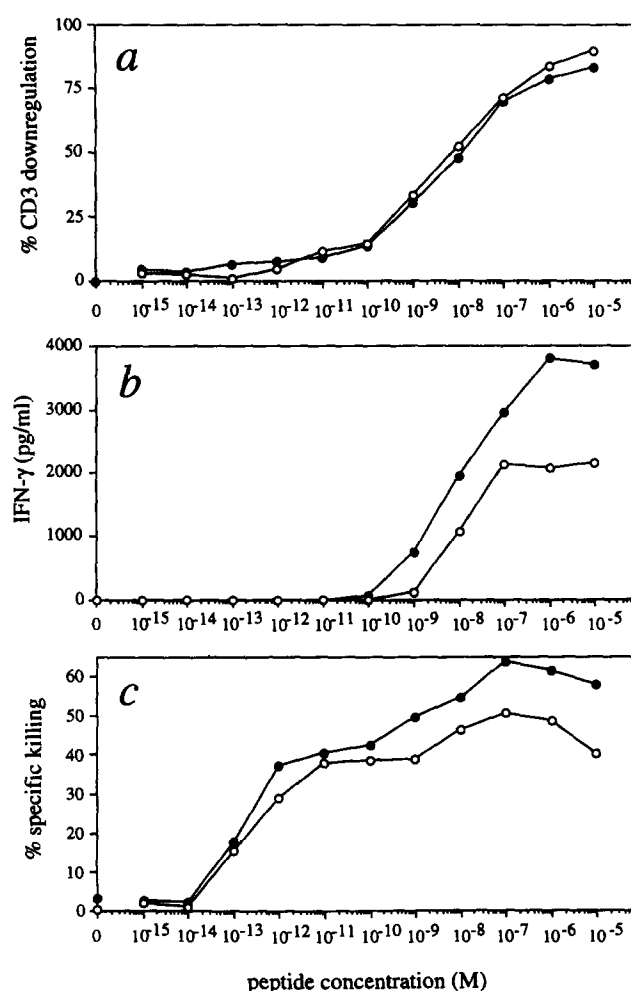 100
75
50
25
0
% CD3 downregulation
a
0 10⁻¹⁵ 10⁻¹⁴ 10⁻¹³ 10⁻¹² 10⁻¹¹ 10⁻¹⁰ 10⁻⁹ 10⁻⁸ 10⁻⁷ 10⁻⁶ 10⁻⁵
4000
3000
2000
1000
0
IFN-γ (pg/ml)
b
0 10⁻¹⁵ 10⁻¹⁴ 10⁻¹³ 10⁻¹² 10⁻¹¹ 10⁻¹⁰ 10⁻⁹ 10⁻⁸ 10⁻⁷ 10⁻⁶ 10⁻⁵
60
50
40
30
20
10
0
% specific killing
c
0 10⁻¹⁵ 10⁻¹⁴ 10⁻¹³ 10⁻¹² 10⁻¹¹ 10⁻¹⁰ 10⁻⁹ 10⁻⁸ 10⁻⁷ 10⁻⁶ 10⁻⁵
peptide concentration (M)